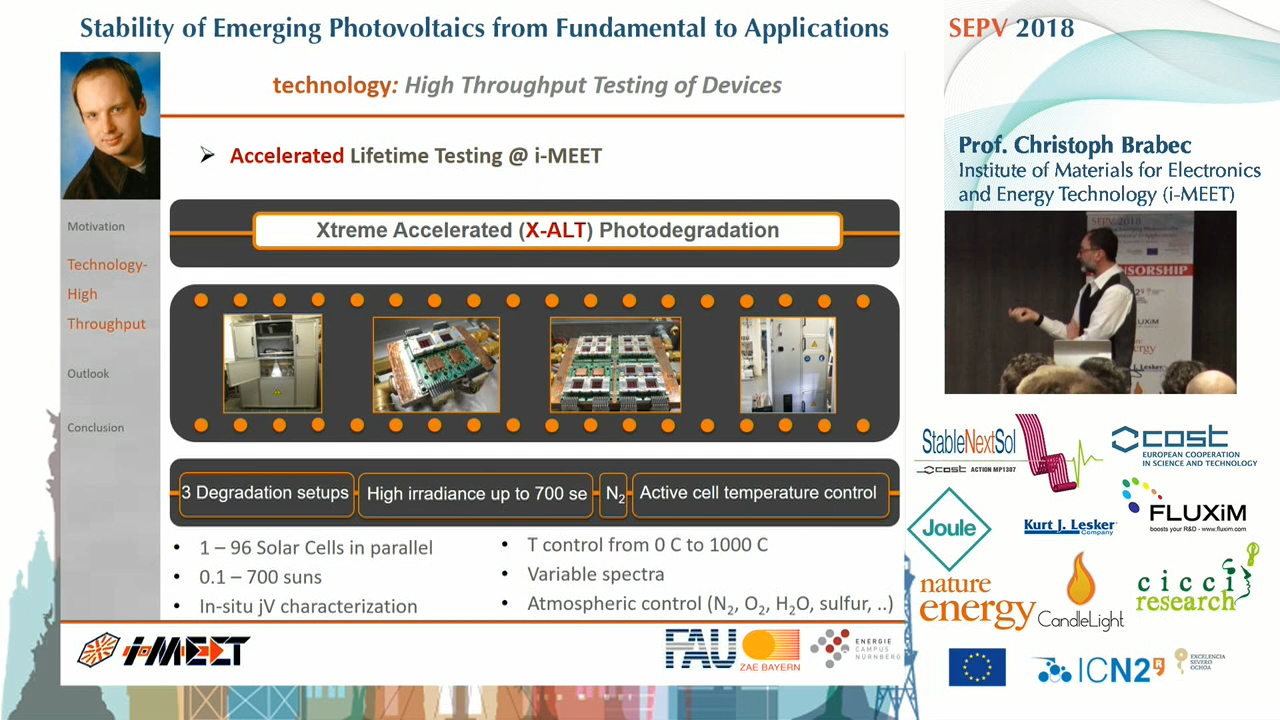 Stability of Emerging Photovoltaics from Fundamental to Applications
SEPV 2018
technology: High Throughput Testing of Devices
Accelerated Lifetime Testing @ i-MEET
Motivation
Technology-
High
Throughput
Outlook
Conclusion
Xtreme Accelerated (X-ALT) Photodegradation
3 Degradation setups
High irradiance up to 700 se
N2
Active cell temperature control
• 1 – 96 Solar Cells in parallel
• 0.1 – 700 suns
• In-situ jV characterization
• T control from 0 C to 1000 C
• Variable spectra
• Atmospheric control (N2, O2, H2O, sulfur, ..)
i-MEET
FAU
ZAE BAYERN
ENERGIE
CAMPUS
NÜRNBERG
Prof. Christoph Brabec
Institute of Materials for Electronics
and Energy Technology (i-MEET)
SEPV 2018
StableNextSol
cost ACTION MP1307
cost
EUROPEAN COOPERATION
IN SCIENCE AND TECHNOLOGY
Joule
Kurt J. Lesker
Company
FLUXiM
boosts your R&D - www.fluxim.com
nature
energy
CandleLight
cicci
research
ICN2
EXCELENCIA
SEVERO
OCHOA